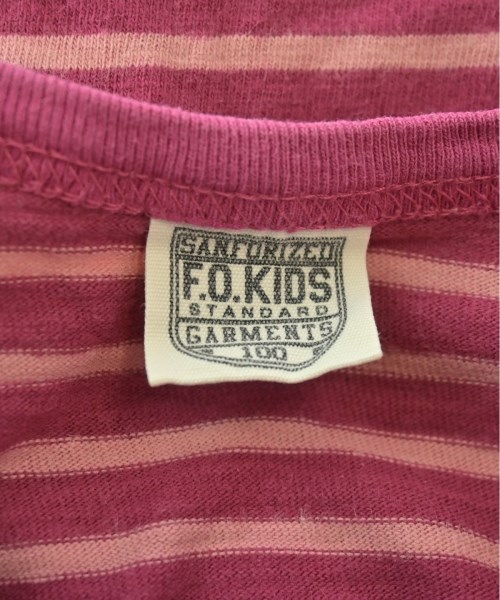 SANFORIZED
F.O.KIDS
STANDARD
GARMENTS
100